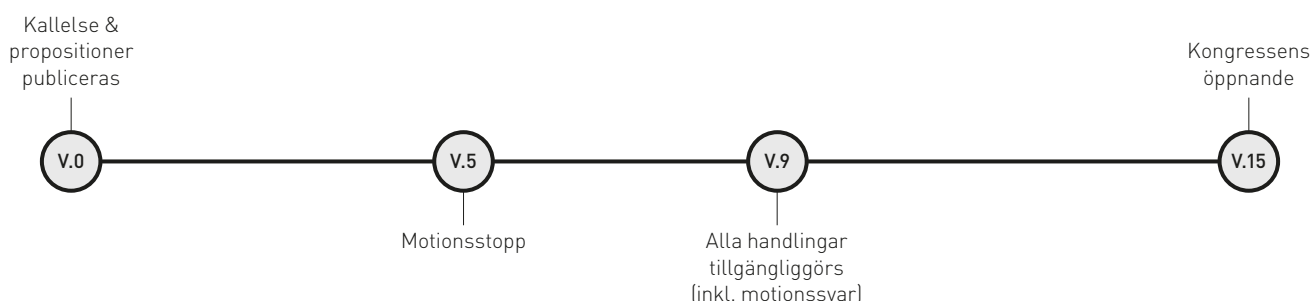 Kallelse &
propositioner
publiceras
Kongressens
öppnande
V.0
V.5
V.9
V.15
Motionsstopp
Alla handlingar
tillgängliggörs
(inkl. motionssvar)